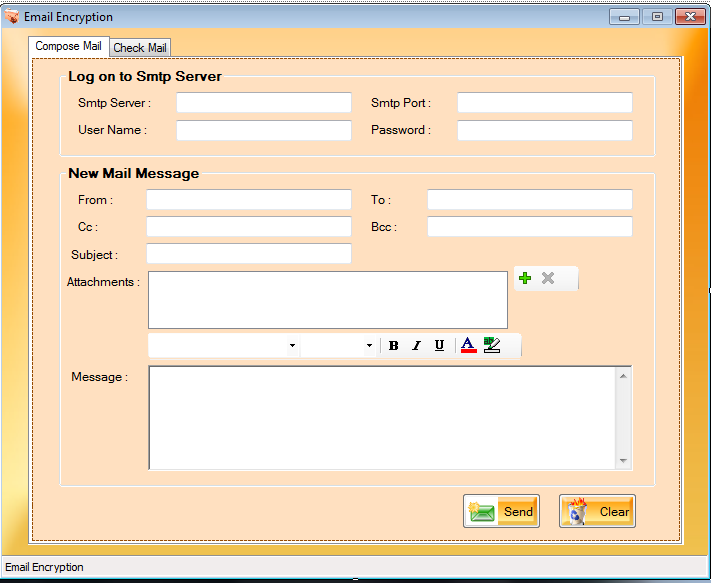 Email Encryption
Compose Mail Check Mail
Log on to Smtp Server
Smtp Server : Smtp Port :
User Name : Password :
New Mail Message
From : To :
Cc : Bcc :
Subject :
Attachments :
B I U A ab
Message :
Send Clear
Email Encryption